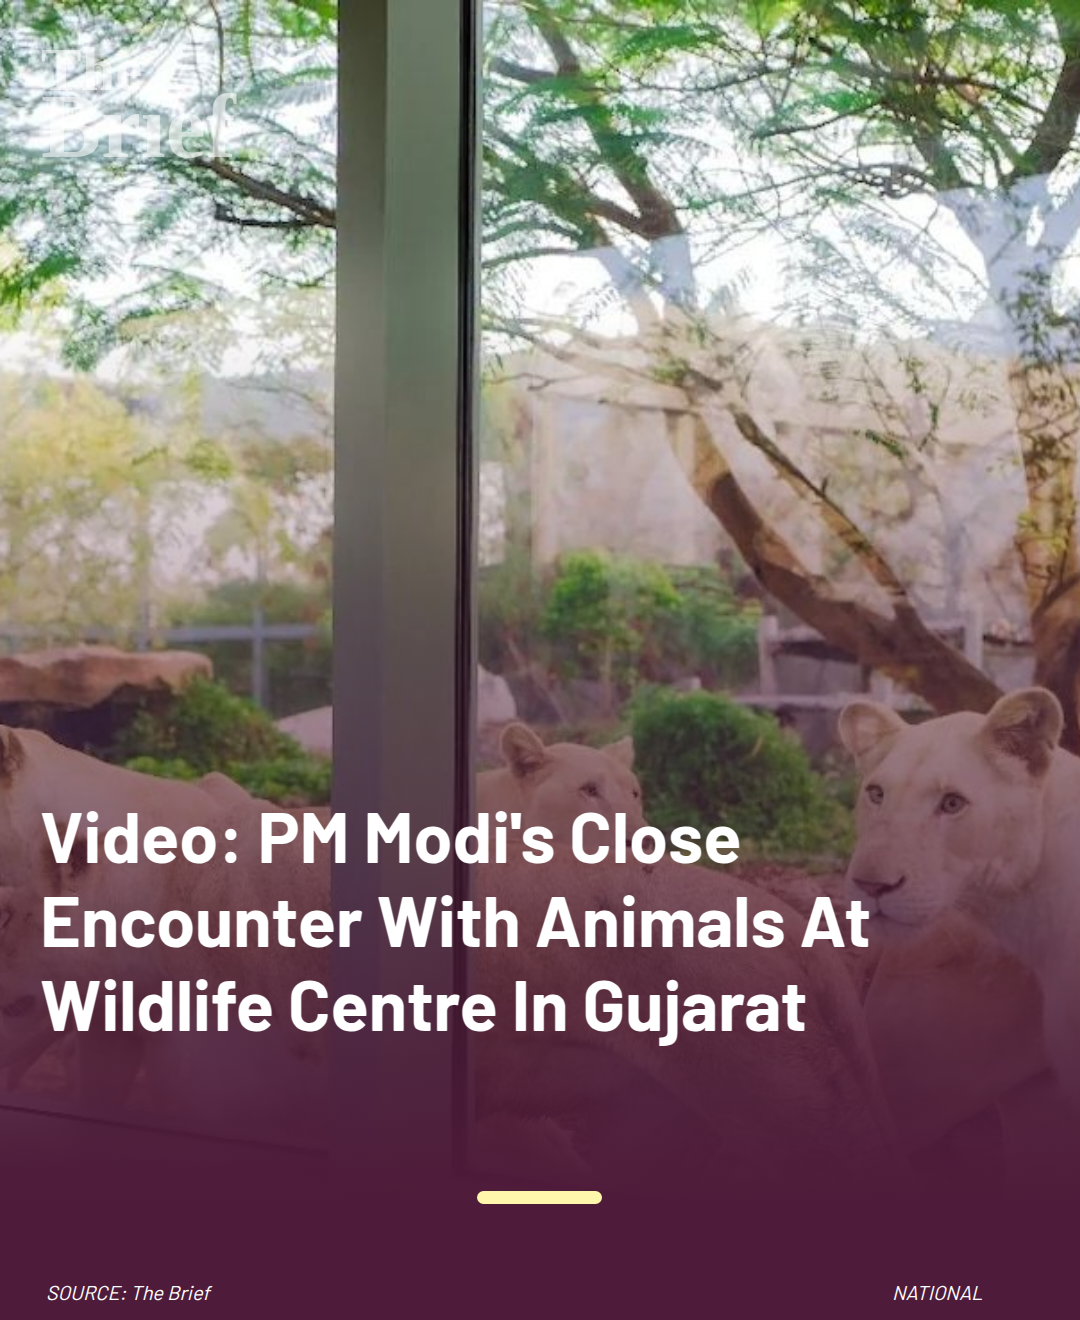 The
Brief
Video: PM Modi's Close
Encounter With Animals At
Wildlife Centre In Gujarat
SOURCE: The Brief
NATIONAL